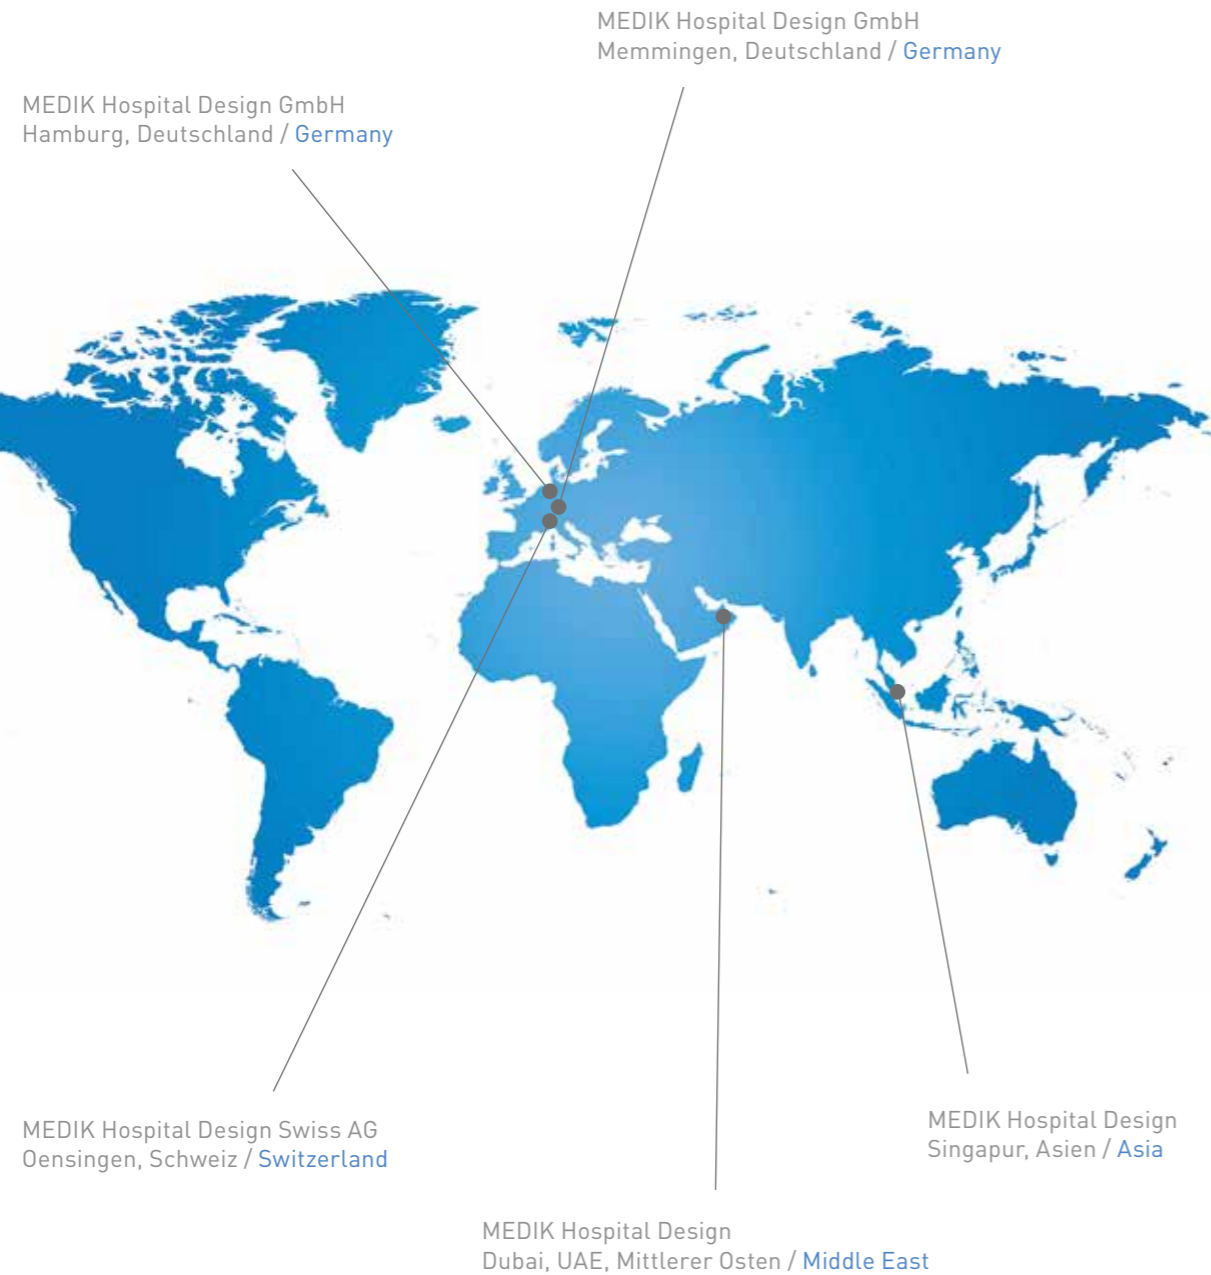 MEDIK Hospital Design GmbH
Memmingen, Deutschland / Germany
MEDIK Hospital Design GmbH
Hamburg, Deutschland / Germany
MEDIK Hospital Design Swiss AG
Oensingen, Schweiz / Switzerland
MEDIK Hospital Design
Singapur, Asien / Asia
MEDIK Hospital Design
Dubai, UAE, Mittlerer Osten / Middle East